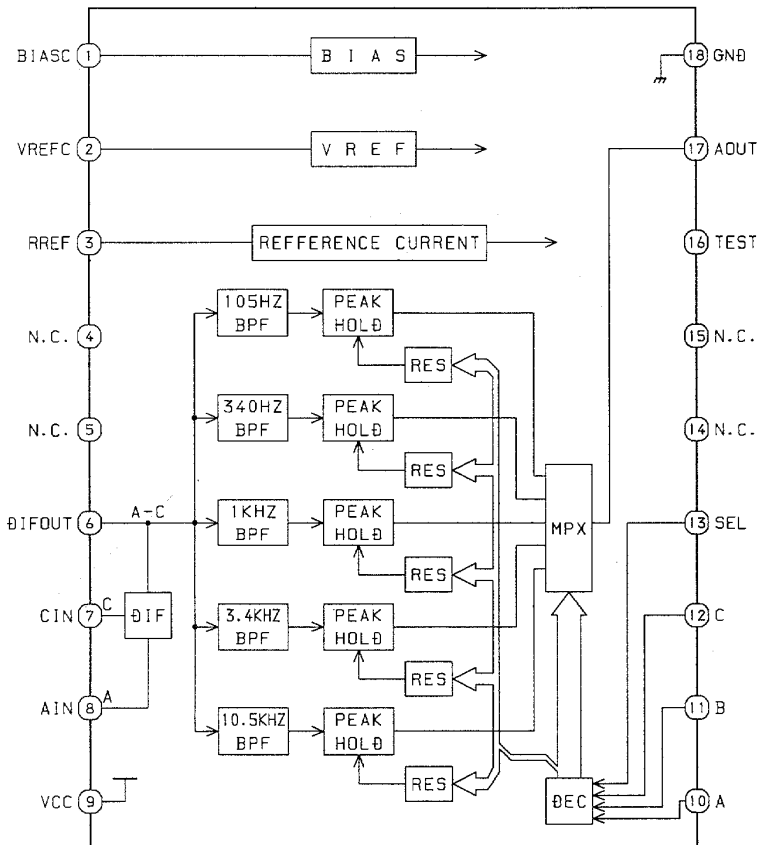 BIASC 1 BIAS 18 GND
VREFC 2 VREF 17 AOUT
RREF 3 REFFERENCE CURRENT 16 TEST
105HZ BPF
PEAK HOLD
RES
N.C. 4
15 N.C.
340HZ BPF
PEAK HOLD
RES
N.C. 5
14 N.C.
A-C
DIFOUT 6
1KHZ BPF
PEAK HOLD
RES
MPX
13 SEL
CIN 7 C
DIF
3.4KHZ BPF
PEAK HOLD
RES
12 C
AIN 8 A
10.5KHZ BPF
PEAK HOLD
RES
11 B
VCC 9
DEC
10 A